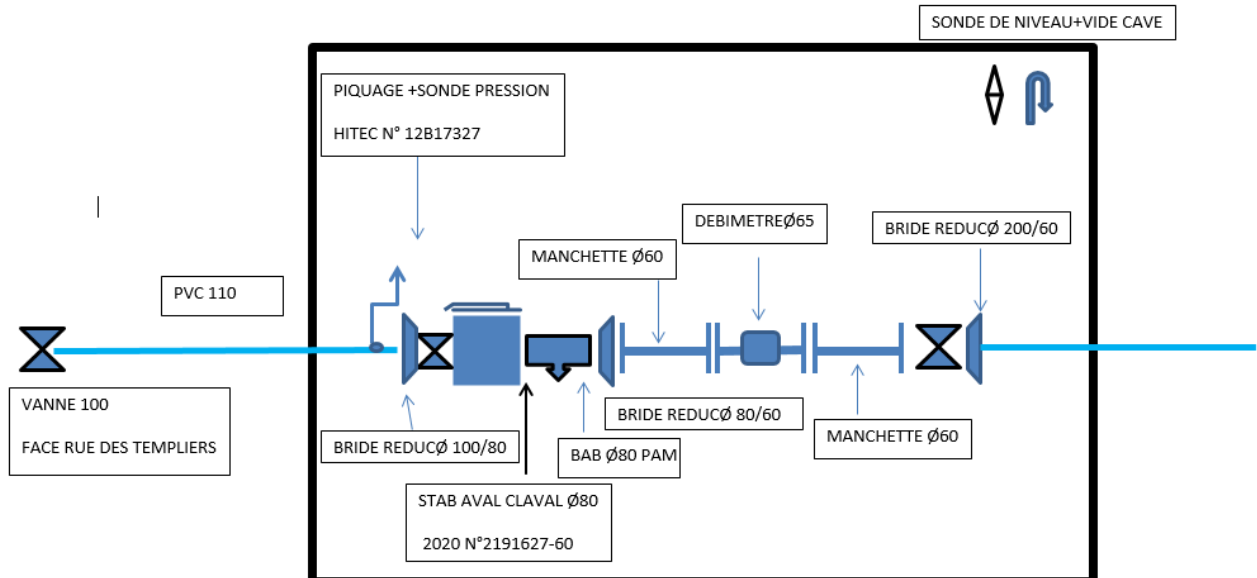 SONDE DE NIVEAU+VIDE CAVE
PIQUAGE +SONDE PRESSION
HITEC N° 12B17327
DEBIMETREØ65
BRIDE REDUCØ 200/60
MANCHETTE Ø60
PVC 110
VANNE 100
FACE RUE DES TEMPLIERS
BRIDE REDUCØ 100/80
BRIDE REDUCØ 80/60
BAB Ø80 PAM
MANCHETTE Ø60
STAB AVAL CLAVAL Ø80
2020 N°2191627-60